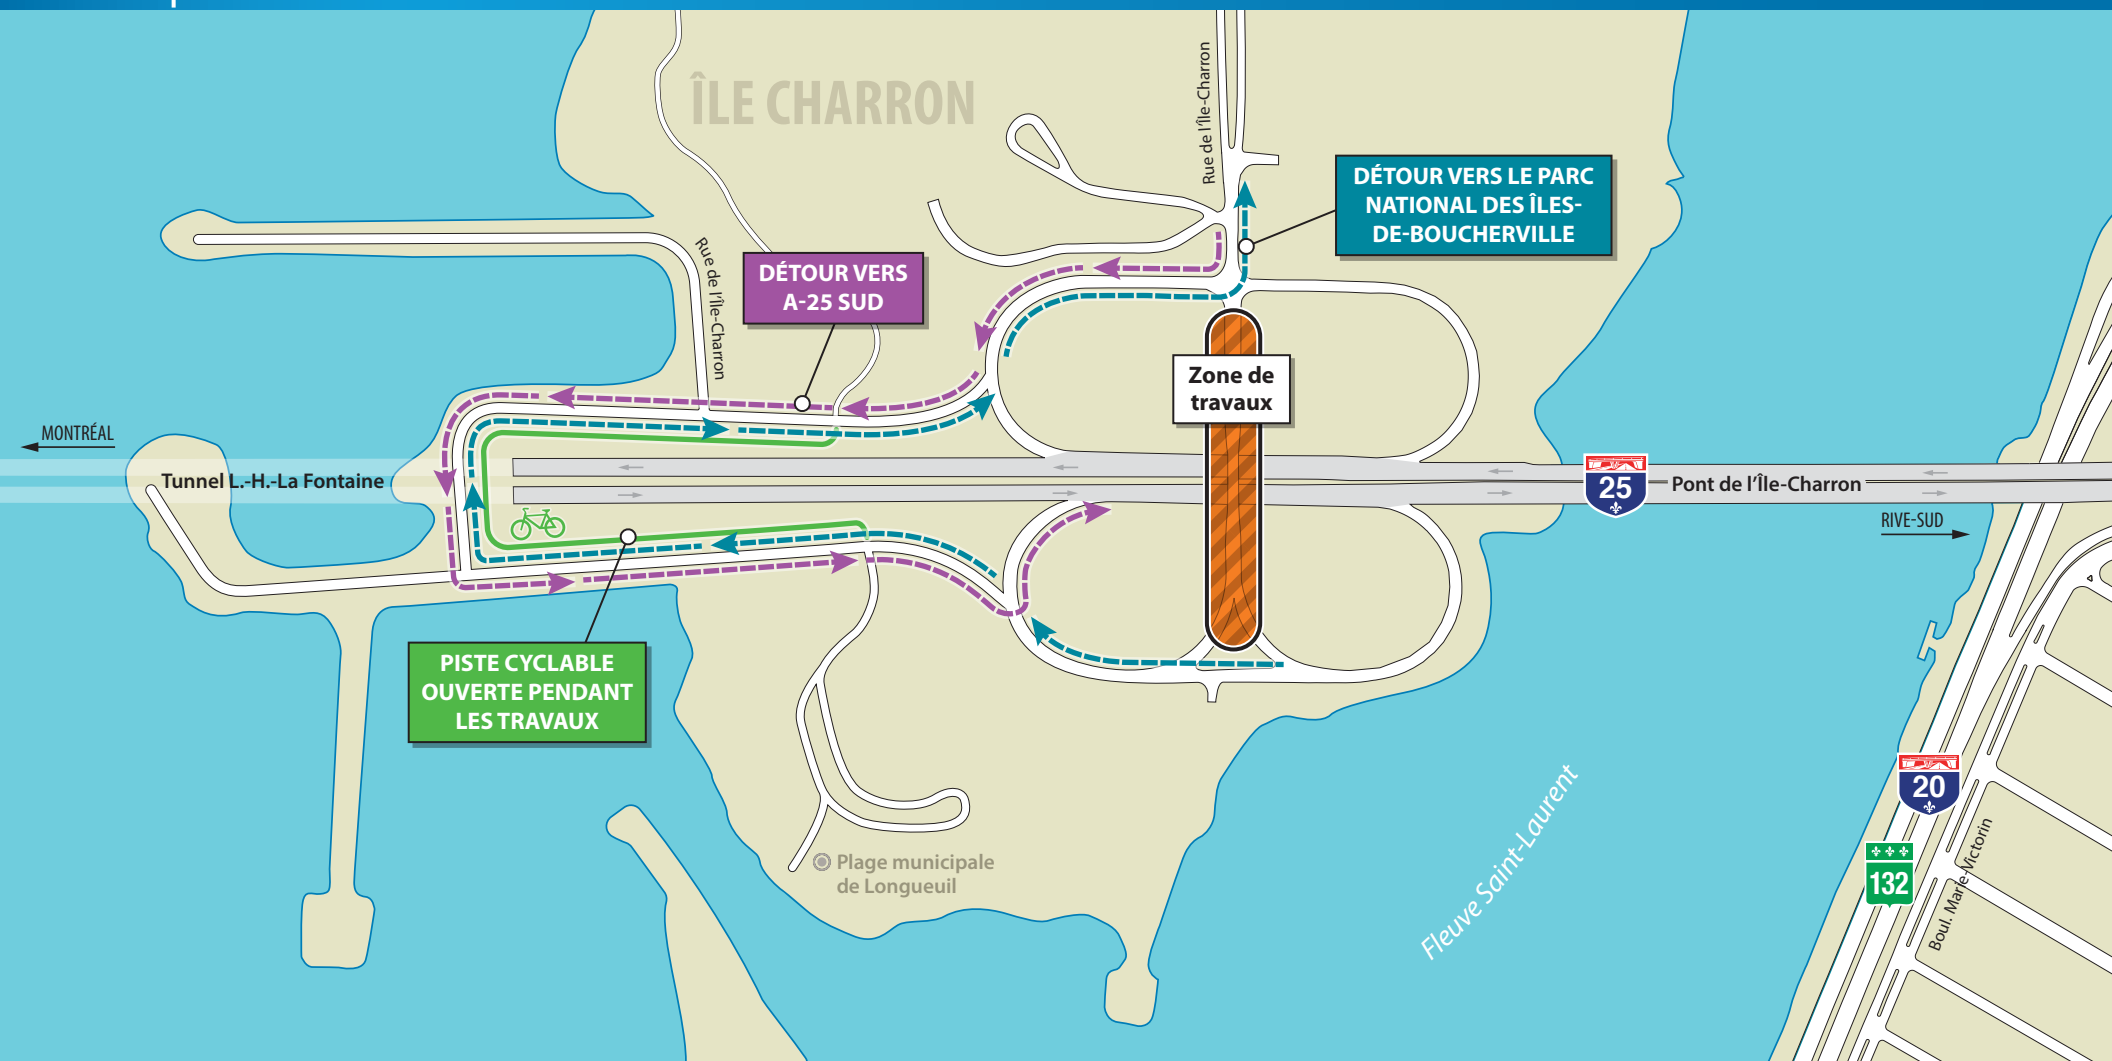 ÎLE CHARRON
Rue de l'Île-Charron
DÉTOUR VERS LE PARC
NATIONAL DES ÎLES-
DE-BOUCHERVILLE
Rue de l'Île-Charron
DÉTOUR VERS
A-25 SUD
Zone de
travaux
MONTRÉAL
Tunnel L.-H.-La Fontaine
25
Pont de l'Île-Charron
RIVE-SUD
PISTE CYCLABLE
OUVERTE PENDANT
LES TRAVAUX
Plage municipale
de Longueuil
Fleuve Saint-Laurent
20
132
Boul. Marie-Victorin